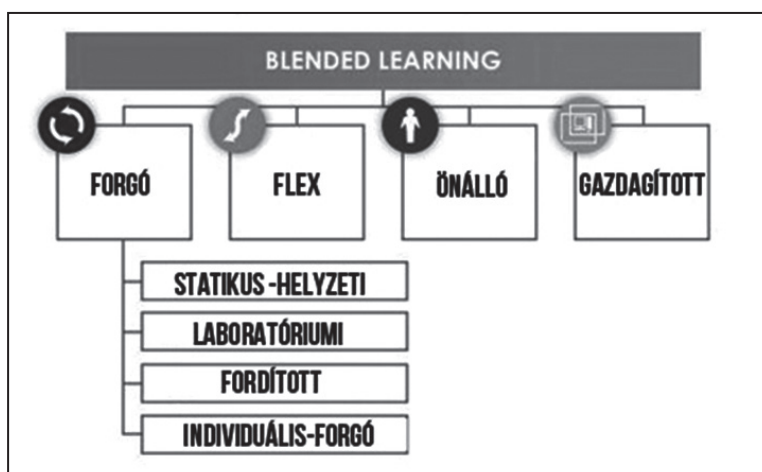 BLENDED LEARNING
FORGÓ
FLEX
ÖNÁLLÓ
GAZDAGÍTOTT
STATIKUS -HELYZETI
LABORATÓRIUMI
FORDÍTOTT
INDIVIDUÁLIS-FORGÓ